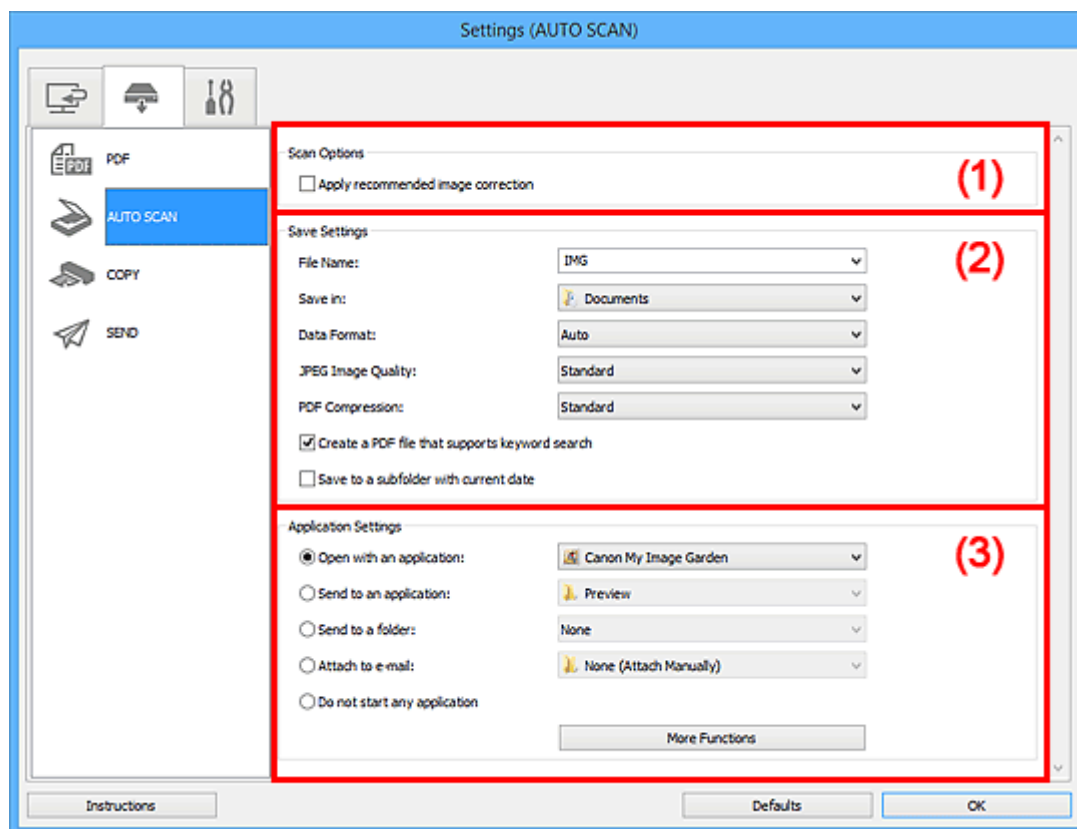 Settings (AUTO SCAN)
PDF
PDF
AUTO SCAN
COPY
SEND
Scan Options
(1)
Apply recommended image correction
Save Settings
(2)
File Name: IMG
Save in: Documents
Data Format: Auto
JPEG Image Quality: Standard
PDF Compression: Standard
Create a PDF file that supports keyword search
Save to a subfolder with current date
Application Settings
(3)
Open with an application: Canon My Image Garden
Send to an application: Preview
Send to a folder: None
Attach to e-mail: None (Attach Manually)
Do not start any application
More Functions
Instructions Defaults OK